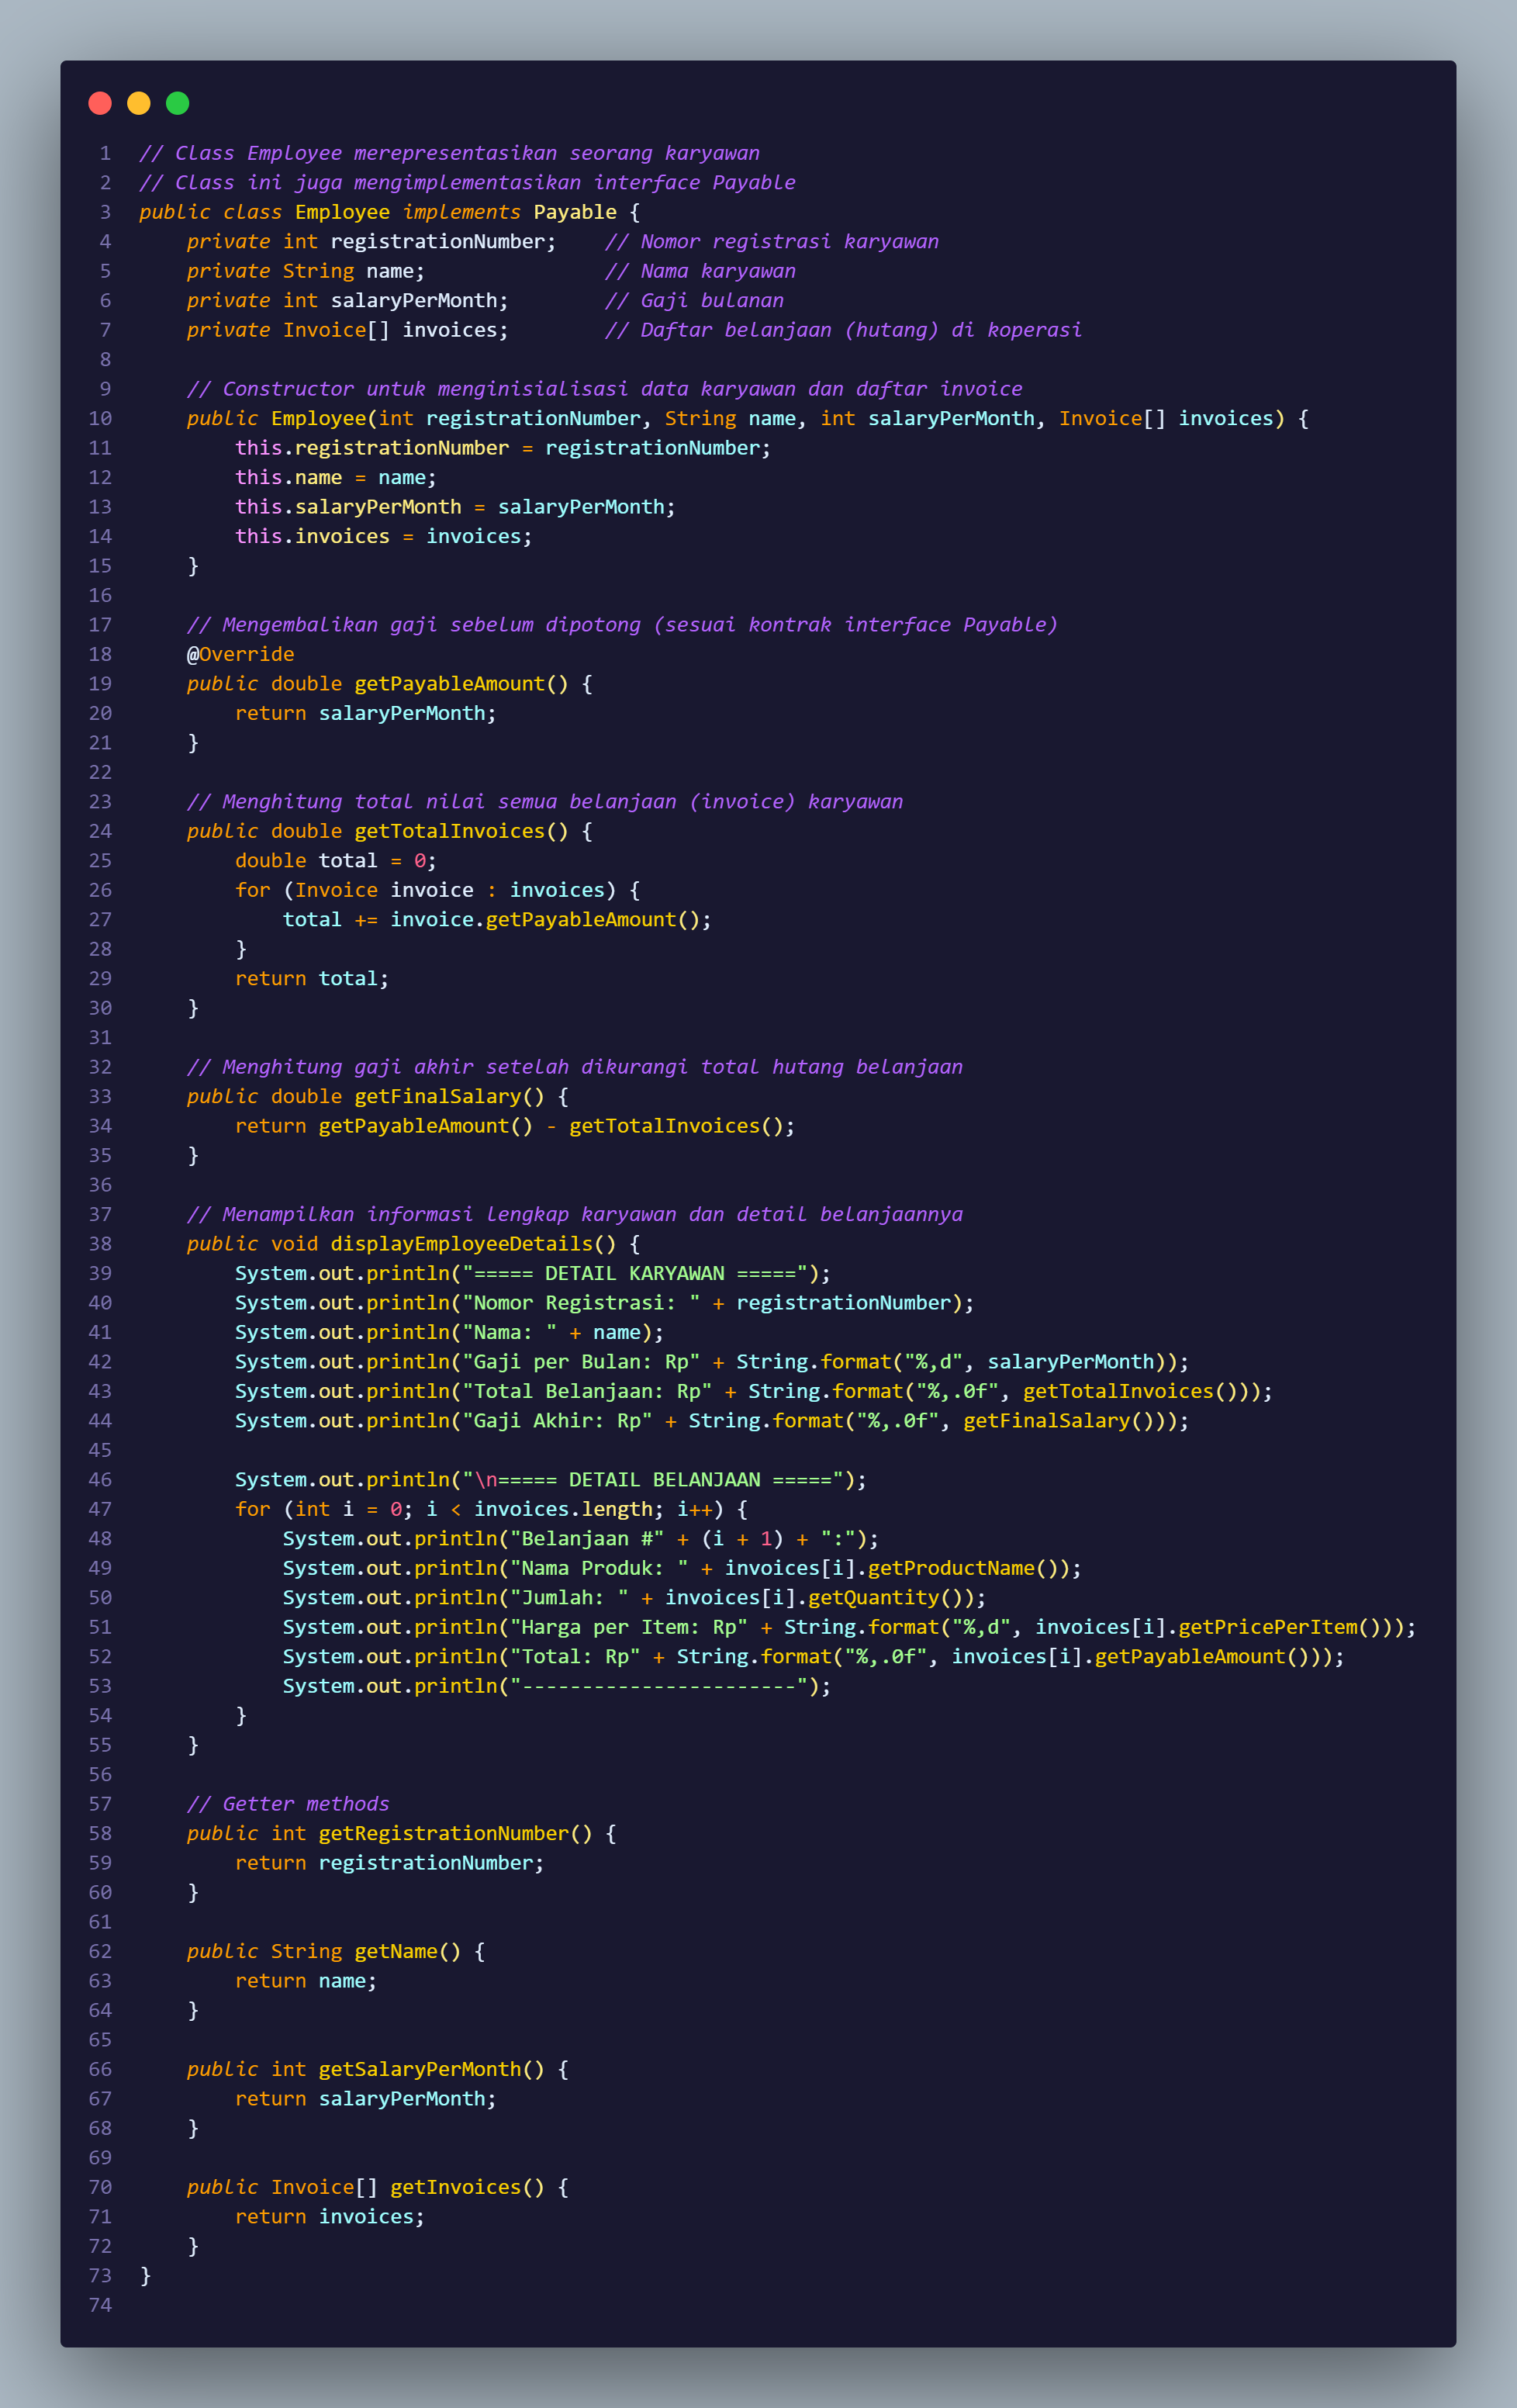 1 // Class Employee merepresentasikan seorang karyawan
2 // Class ini juga mengimplementasikan interface Payable
3 public class Employee implements Payable {
4     private int registrationNumber;    // Nomor registrasi karyawan
5     private String name;               // Nama karyawan
6     private int salaryPerMonth;        // Gaji bulanan
7     private Invoice[] invoices;        // Daftar belanjaan (hutang) di koperasi
8
9     // Constructor untuk menginisialisasi data karyawan dan daftar invoice
10     public Employee(int registrationNumber, String name, int salaryPerMonth, Invoice[] invoices) {
11         this.registrationNumber = registrationNumber;
12         this.name = name;
13         this.salaryPerMonth = salaryPerMonth;
14         this.invoices = invoices;
15     }
16
17     // Mengembalikan gaji sebelum dipotong (sesuai kontrak interface Payable)
18     @Override
19     public double getPayableAmount() {
20         return salaryPerMonth;
21     }
22
23     // Menghitung total nilai semua belanjaan (invoice) karyawan
24     public double getTotalInvoices() {
25         double total = 0;
26         for (Invoice invoice : invoices) {
27             total += invoice.getPayableAmount();
28         }
29         return total;
30     }
31
32     // Menghitung gaji akhir setelah dikurangi total hutang belanjaan
33     public double getFinalSalary() {
34         return getPayableAmount() - getTotalInvoices();
35     }
36
37     // Menampilkan informasi lengkap karyawan dan detail belanjaannya
38     public void displayEmployeeDetails() {
39         System.out.println("===== DETAIL KARYAWAN =====");
40         System.out.println("Nomor Registrasi: " + registrationNumber);
41         System.out.println("Nama: " + name);
42         System.out.println("Gaji per Bulan: Rp" + String.format("%,d", salaryPerMonth));
43         System.out.println("Total Belanjaan: Rp" + String.format("%,.0f", getTotalInvoices()));
44         System.out.println("Gaji Akhir: Rp" + String.format("%,.0f", getFinalSalary()));
45
46         System.out.println("\n===== DETAIL BELANJAAN =====");
47         for (int i = 0; i < invoices.length; i++) {
48             System.out.println("Belanjaan #" + (i + 1) + ":");
49             System.out.println("Nama Produk: " + invoices[i].getProductName());
50             System.out.println("Jumlah: " + invoices[i].getQuantity());
51             System.out.println("Harga per Item: Rp" + String.format("%,d", invoices[i].getPricePerItem()));
52             System.out.println("Total: Rp" + String.format("%,.0f", invoices[i].getPayableAmount()));
53             System.out.println("-----------------------");
54         }
55     }
56
57     // Getter methods
58     public int getRegistrationNumber() {
59         return registrationNumber;
60     }
61
62     public String getName() {
63         return name;
64     }
65
66     public int getSalaryPerMonth() {
67         return salaryPerMonth;
68     }
69
70     public Invoice[] getInvoices() {
71         return invoices;
72     }
73 }
74